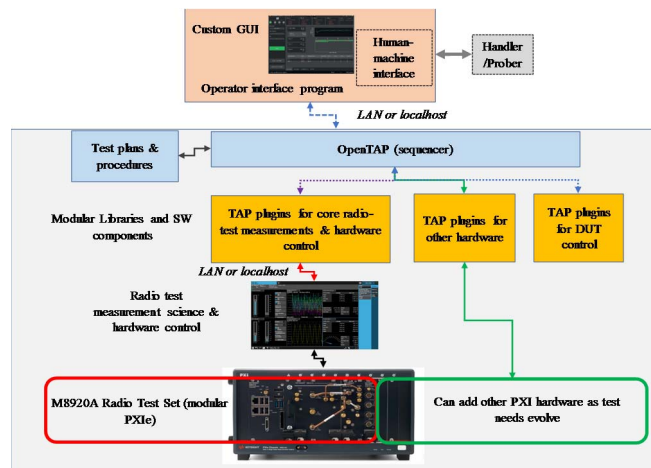 Custom GUI
Human-
machine
interface
Handler
/Prober
Operator interface program
LAN or localhost
Test plans &
procedures
OpenTAP (sequencer)
Modular Libraries and SW
components
TAP plugins for core radio-
test measurements & hardware
control
TAP plugins for
other hardware
TAP
plugins
for DUT
control
LAN or localhost
Radio test
measurement science &
hardware control
PXI
M8920A Radio Test Set (modular
PXIe)
Can add other PXI hardware as test
needs evolve